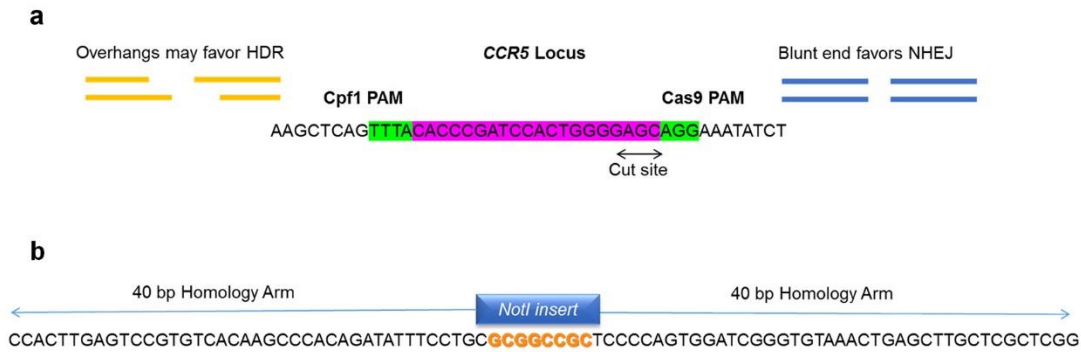 a
Overhangs may favor HDR
CCR5 Locus
Blunt end favors NHEJ
Cpf1 PAM
Cas9 PAM
AAGCTCAGTTTACACCCGATCCACTGGGGAGCAGGAAATATCT
Cut site
b
40 bp Homology Arm
NotI insert
40 bp Homology Arm
CCACTTGAGTCCGTGTCACAAGCCCACAGATATTTCCTGCGCGGCCGCTCCCCAGTGGATCGGGTGTAAACTGAGCTTGCTCGCTCGG